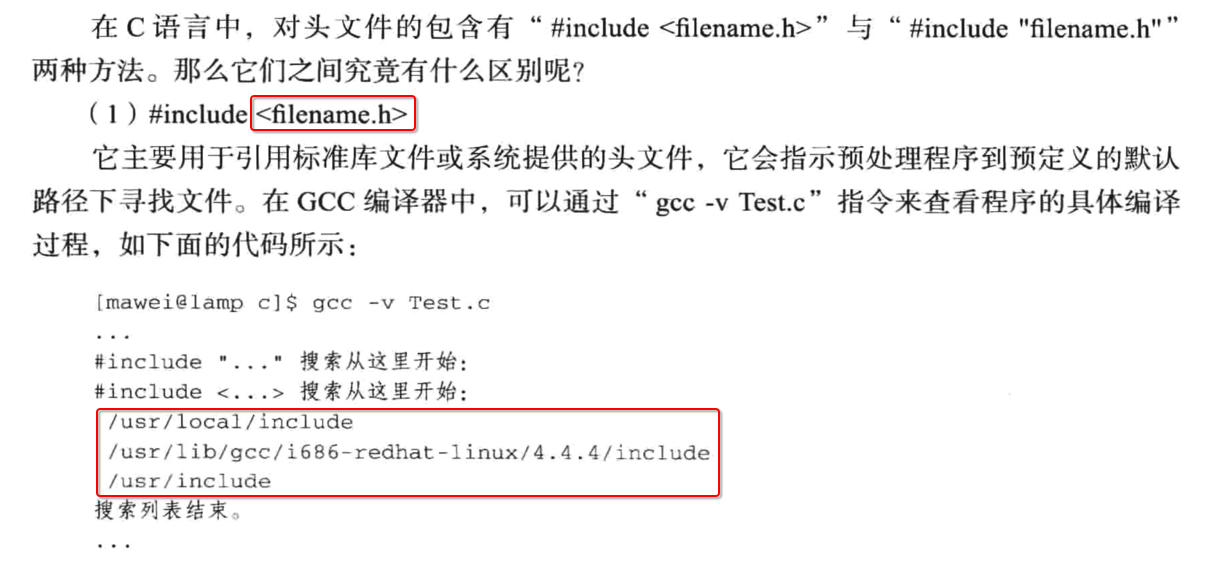 在 C 语言中，对头文件的包含有“ #include <filename.h>”与“ #include "filename.h"”
两种方法。那么它们之间究竟有什么区别呢?
（1）#include <filename.h>
它主要用于引用标准库文件或系统提供的头文件，它会指示预处理程序到预定义的默认
路径下寻找文件。在 GCC 编译器中，可以通过“ gcc -v Test.c”指令来查看程序的具体编译
过程，如下面的代码所示：
[mawei@lamp c]$ gcc -v Test.c
...
#include "..." 搜索从这里开始：
#include <...> 搜索从这里开始：
/usr/local/include
/usr/lib/gcc/i686-redhat-linux/4.4.4/include
/usr/include
搜索列表结束。
...